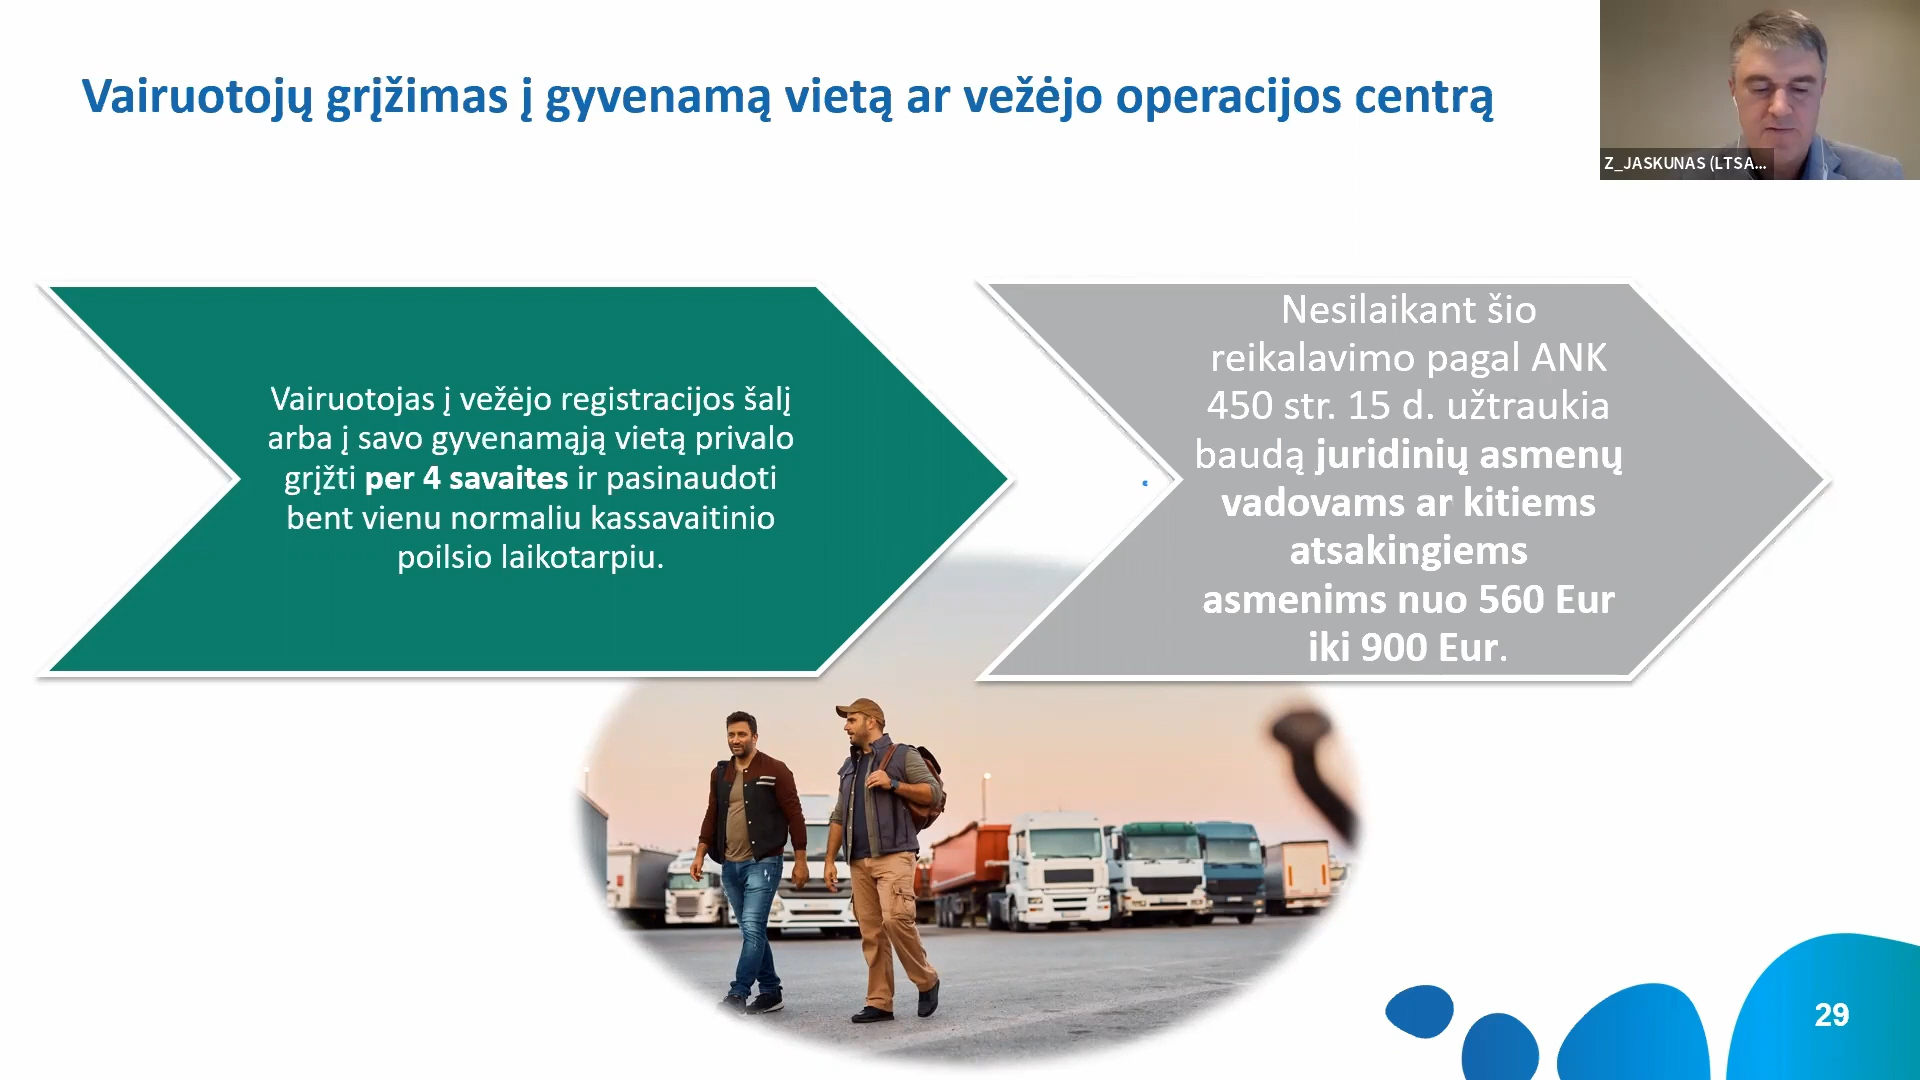 Vairuotojų grįžimas į gyvenamą vietą ar vežėjo operacijos centrą
Z_JASKUNAS (LTSA...
Vairuotojas į vežėjo registracijos šalį
arba į savo gyvenamąją vietą privalo
grįžti per 4 savaites ir pasinaudoti
bent vienu normaliu kassavaitinio
poilsio laikotarpiu.
Nesilaikant šio
reikalavimo pagal ANK
450 str. 15 d. užtraukia
baudą juridinių asmenų
vadovams ar kitiems
atsakingiems
asmenims nuo 560 Eur
iki 900 Eur.
29